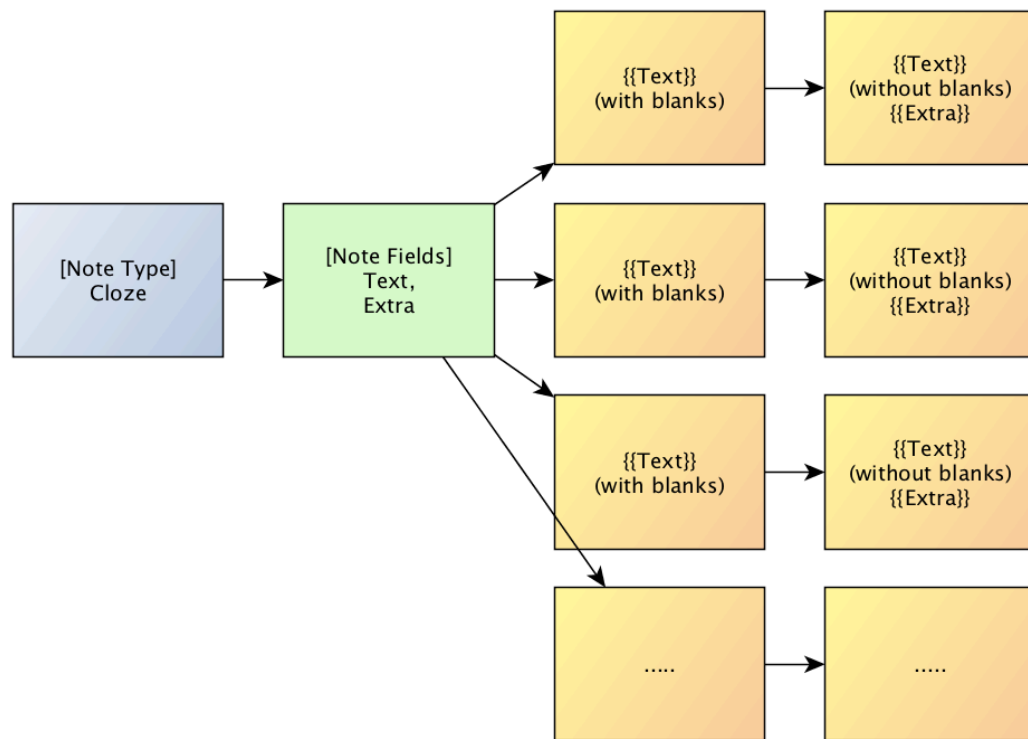 {{Text}}
(with blanks)
{{Text}}
(without blanks)
{{Extra}}
[Note Type]
Cloze
[Note Fields]
Text,
Extra
{{Text}}
(with blanks)
{{Text}}
(without blanks)
{{Extra}}
{{Text}}
(with blanks)
{{Text}}
(without blanks)
{{Extra}}
.....
.....